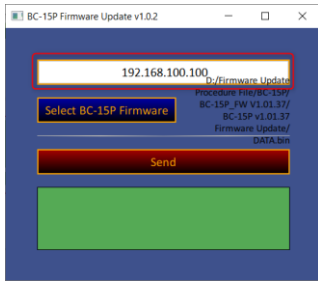 BC-15P Firmware Update v1.0.2
192.168.100.100
D:/Firmware Update
Procedure File/BC-15P/
BC-15P_FW V1.01.37/
BC-15P v1.01.37
Firmware Update/
DATA.bin
Select BC-15P Firmware
Send